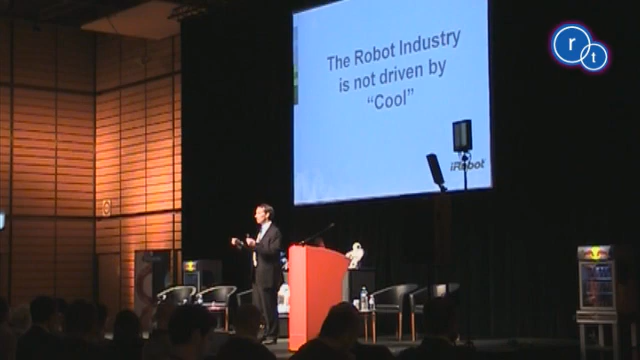 The Robot Industry
is not driven by
“Cool”
iRobot
r
t